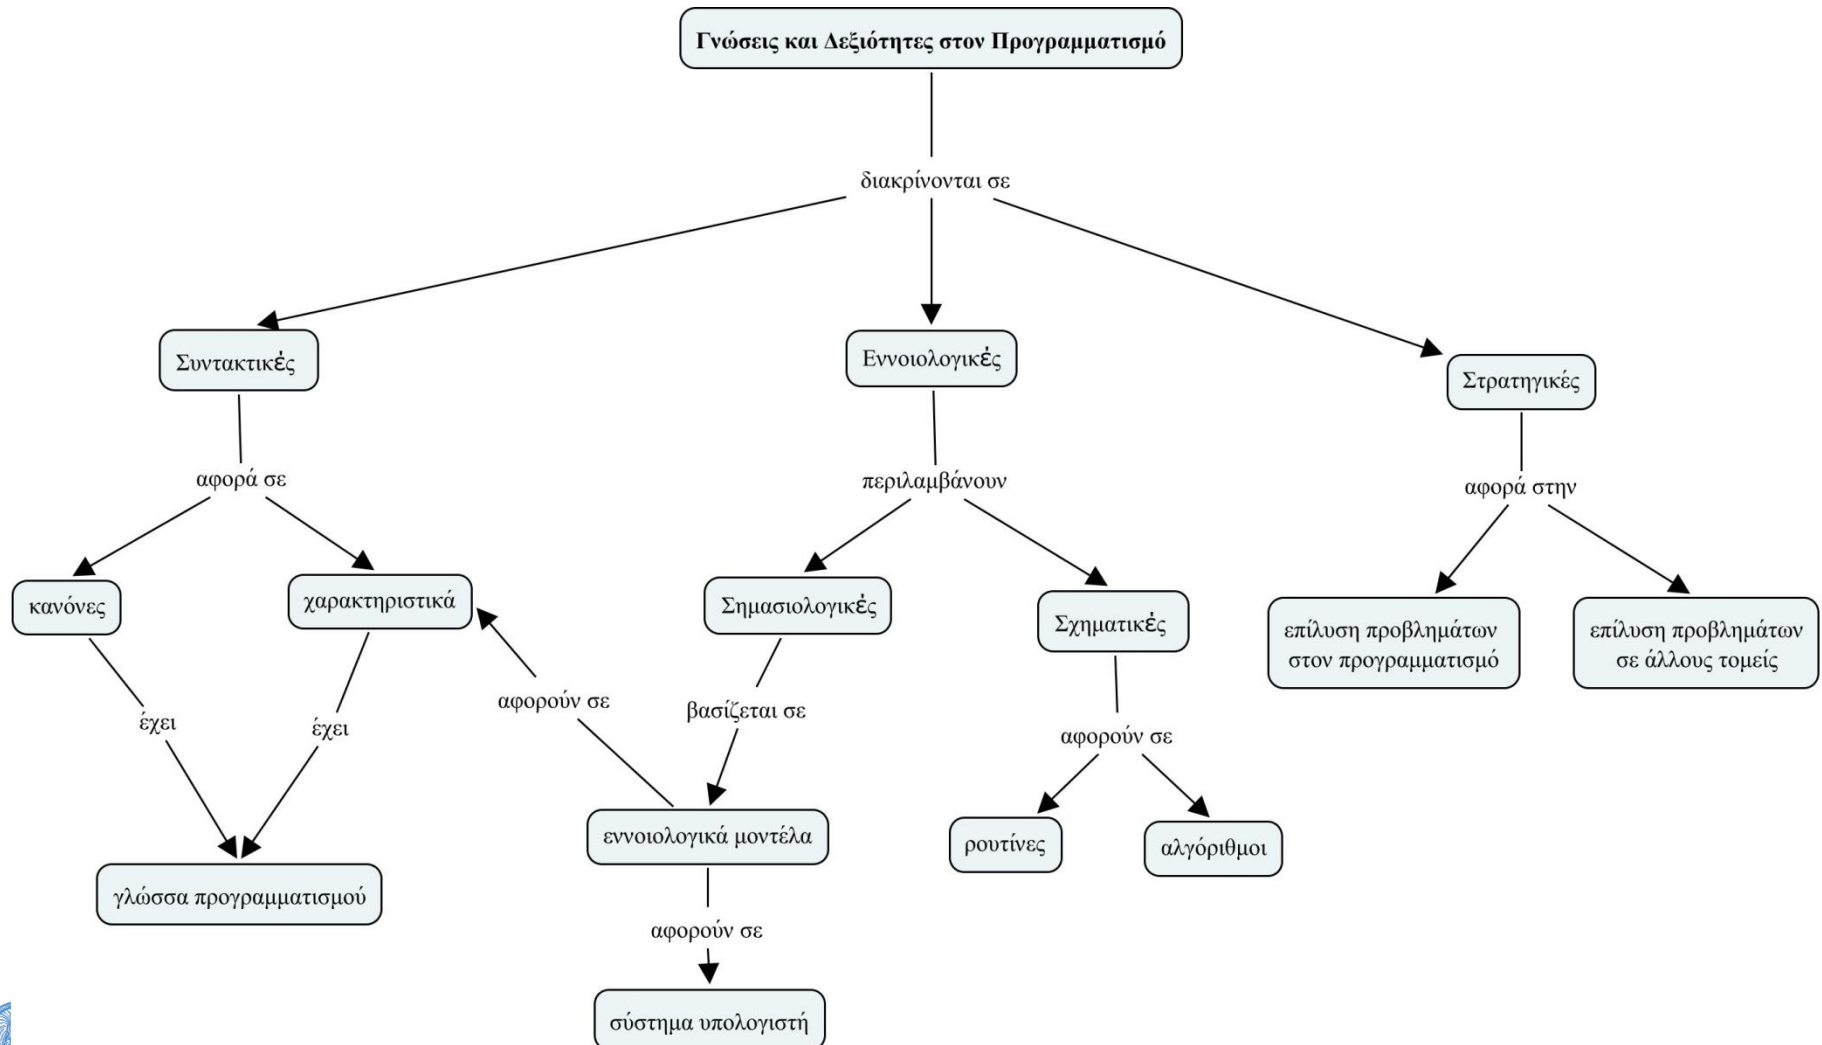 Γνώσεις και Δεξιότητες στον Προγραμματισμό
διακρίνονται σε
Συντακτικές
Εννοιολογικές
Στρατηγικές
αφορά σε
περιλαμβάνουν
αφορά στην
κανόνες
χαρακτηριστικά
Σημασιολογικές
Σχηματικές
επίλυση προβλημάτων
στον προγραμματισμό
επίλυση προβλημάτων
σε άλλους τομείς
έχει
έχει
αφορούν σε
βασίζεται σε
αφορούν σε
γλώσσα προγραμματισμού
εννοιολογικά μοντέλα
ρουτίνες
αλγόριθμοι
αφορούν σε
σύστημα υπολογιστή